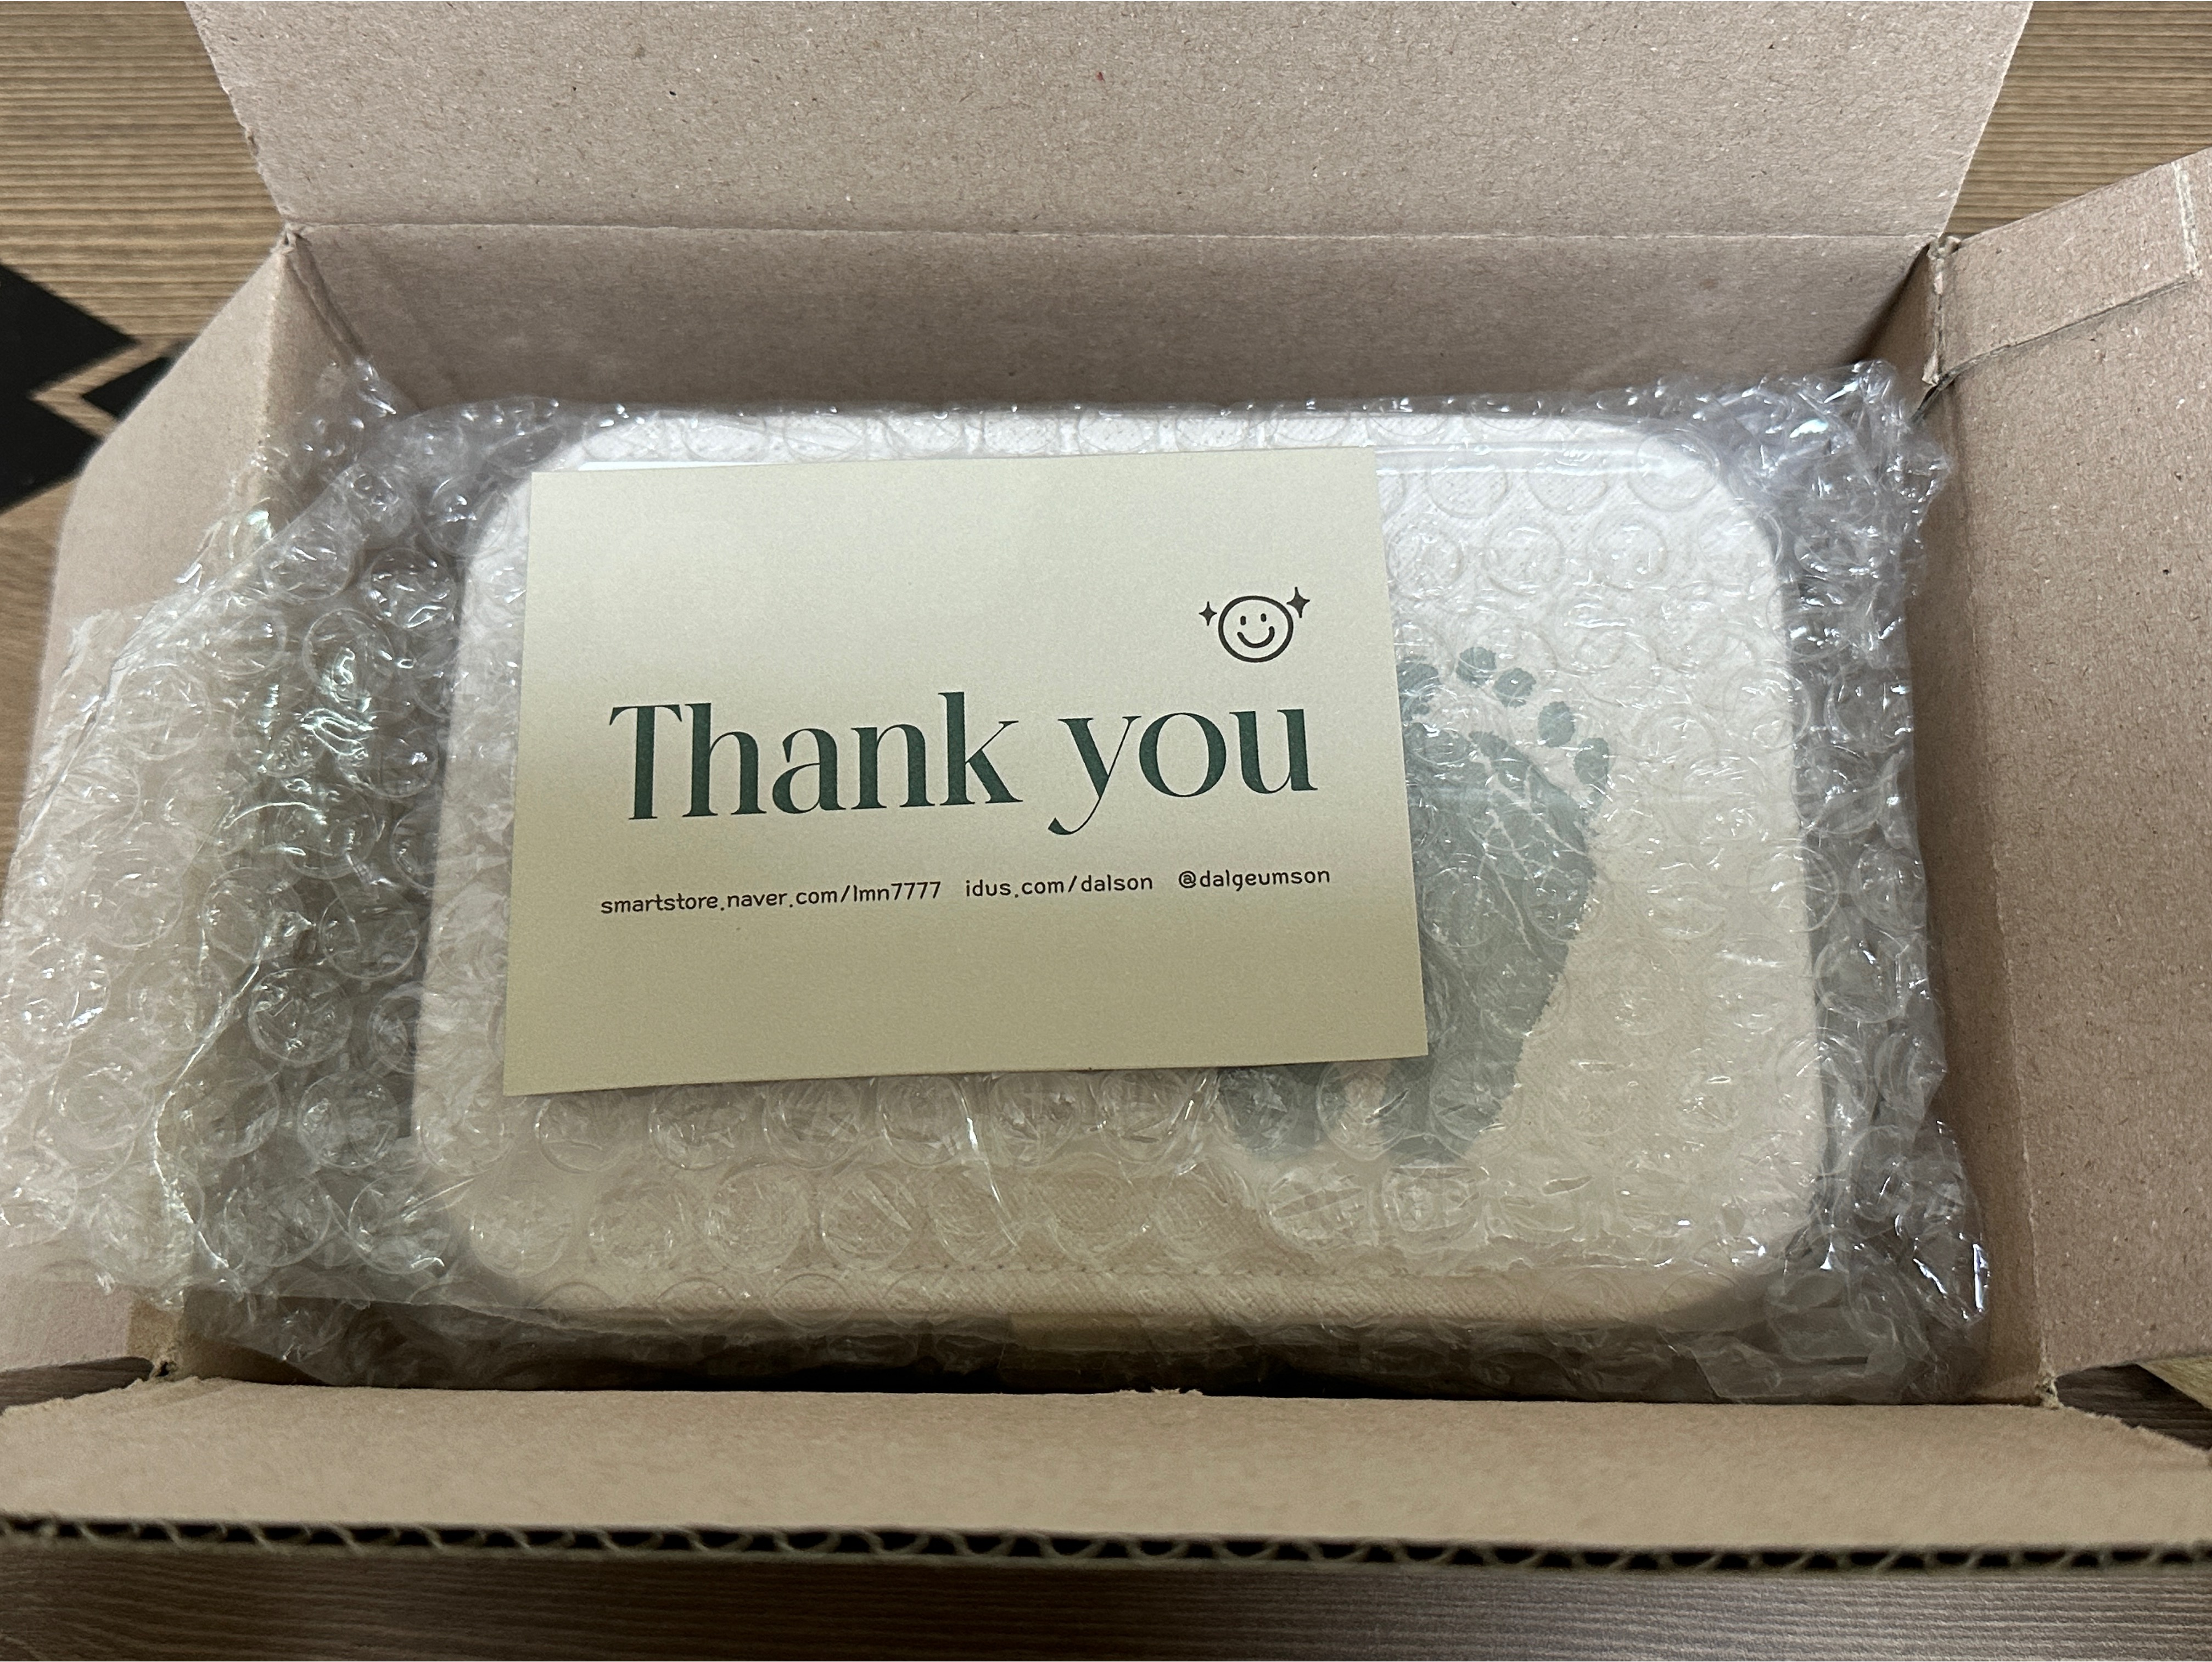 Thank you
smartstore.naver.com/lmn7777 idus.com/dalson @dalgeumson